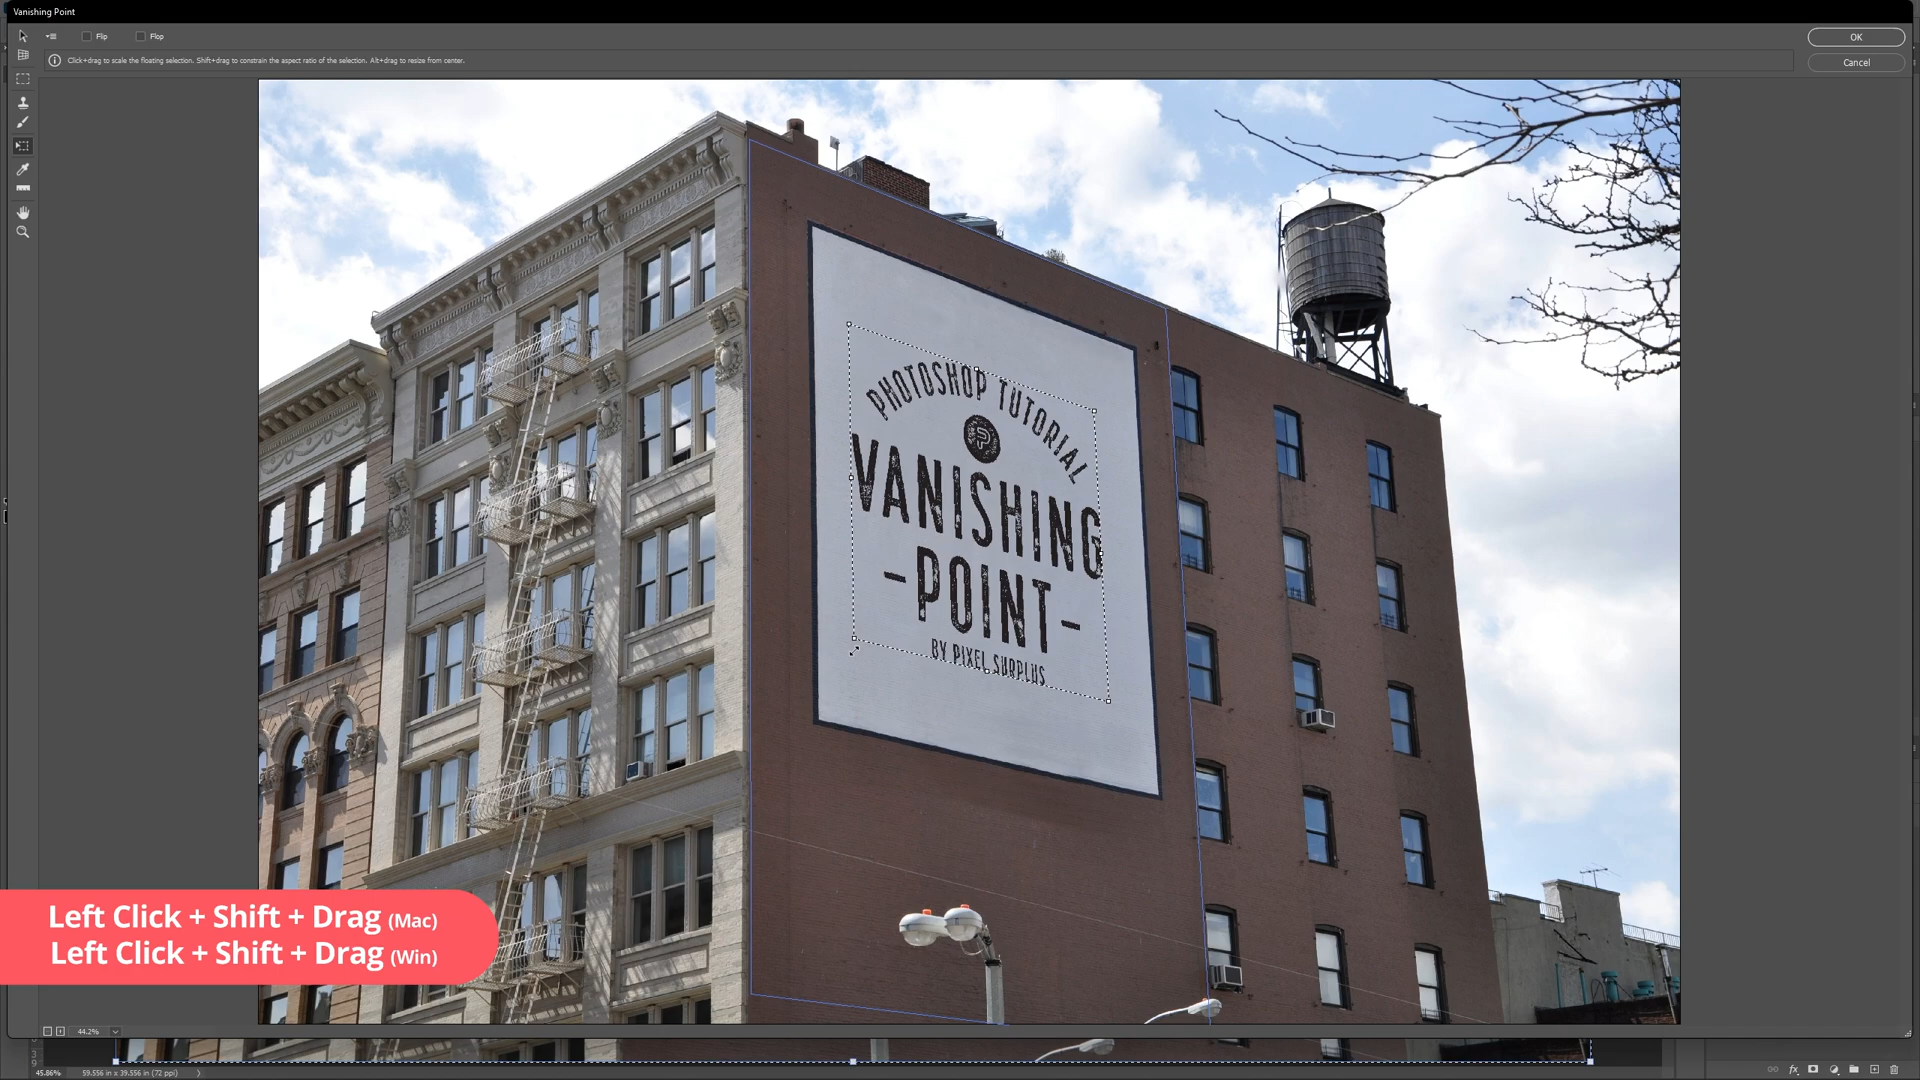 Vanishing Point
Flip
Flop
OK
Click+drag to scale the floating selection. Shift+drag to constrain the aspect ratio of the selection. Alt+drag to resize from center.
Cancel
PHOTOSHOP TUTORIAL
VANISHING
-POINT-
BY PIXEL SURPLUS
Left Click + Shift + Drag (Mac)
Left Click + Shift + Drag (Win)
44.2%
45.86%
59.556 in x 39.556 in (72 ppi)
fx